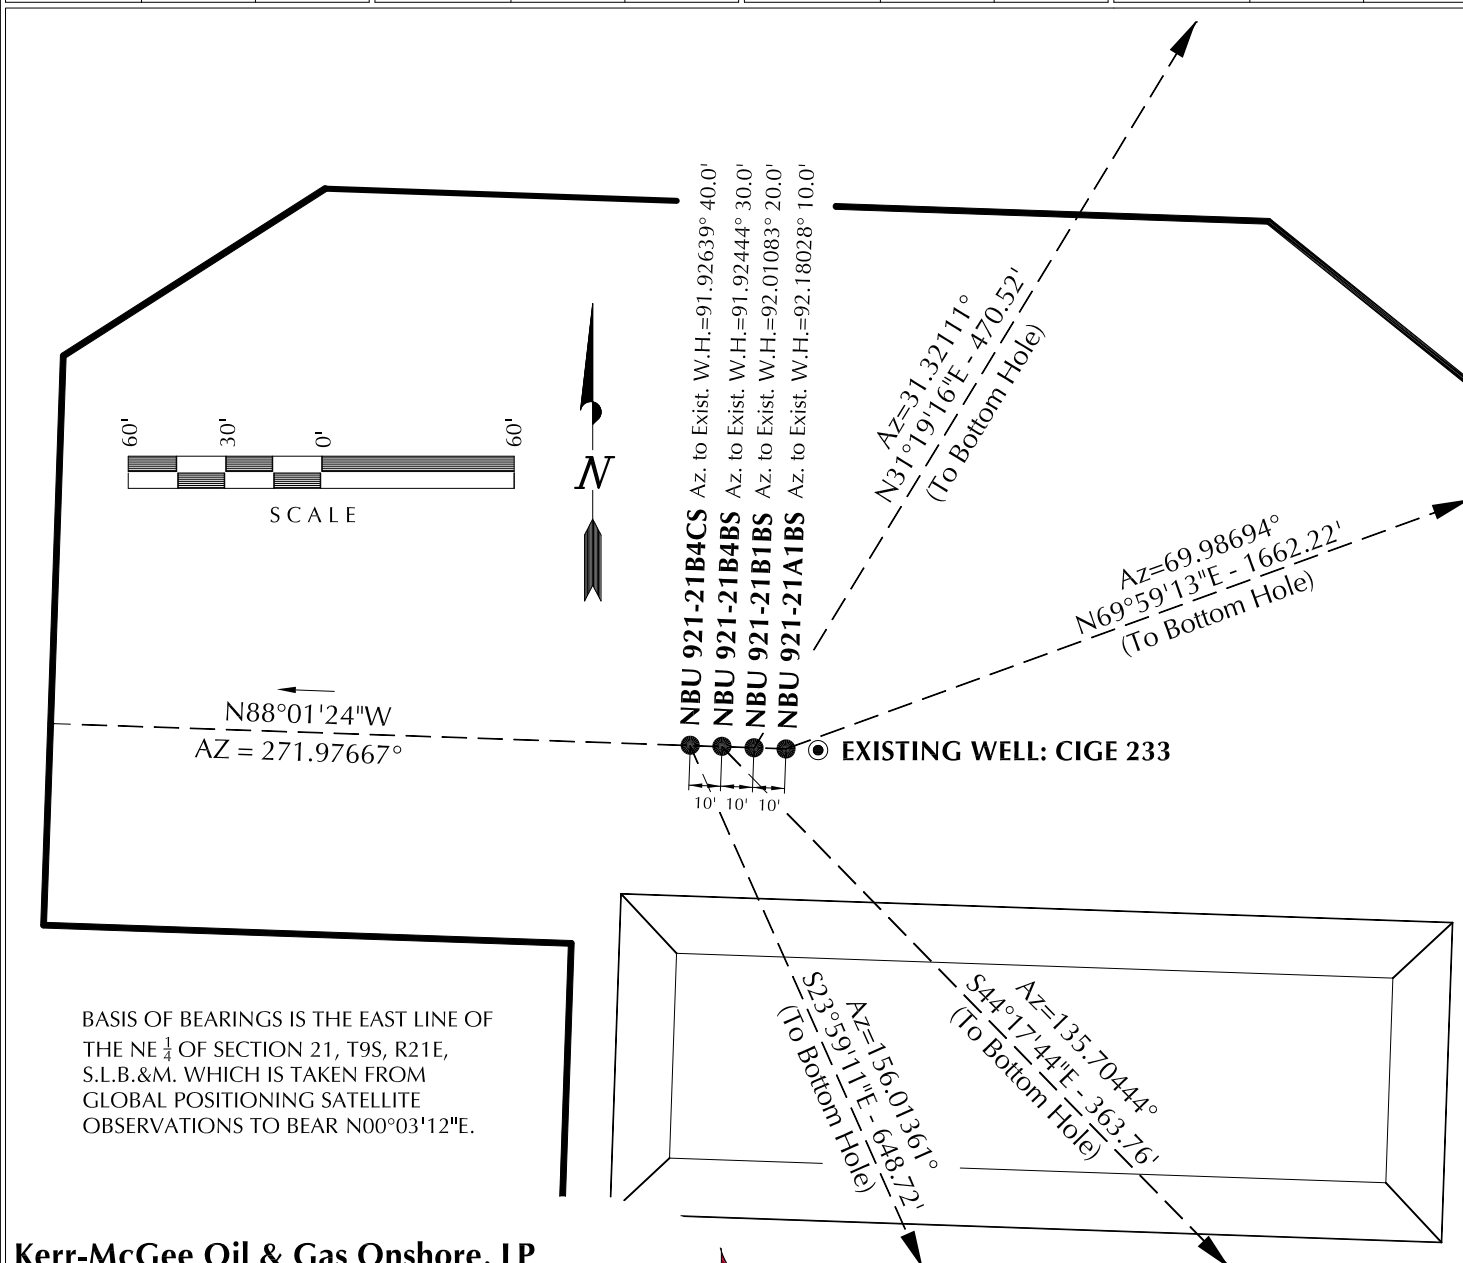 NBU 921-21B4CS Az. to Exist. W.H.=91.92639° 40.0'
NBU 921-21B4BS Az. to Exist. W.H.=91.92444° 30.0'
NBU 921-21B1BS Az. to Exist. W.H.=92.01083° 20.0'
NBU 921-21A1BS Az. to Exist. W.H.=92.18028° 10.0'
Az=31.32111°
N31°19'16"E - 470.52'
(To Bottom Hole)
60' 30' 0' 60'
SCALE
N
Az=69.98694°
N69°59'13"E - 1662.22'
(To Bottom Hole)
N88°01'24"W
AZ = 271.97667°
EXISTING WELL: CIGE 233
10' 10' 10'
Az=156.01361°
S23°59'11"E - 648.72'
(To Bottom Hole)
Az=135.70444°
S44°17'44"E - 363.76'
(To Bottom Hole)
BASIS OF BEARINGS IS THE EAST LINE OF
THE NE 1/4 OF SECTION 21, T9S, R21E,
S.L.B.&M. WHICH IS TAKEN FROM
GLOBAL POSITIONING SATELLITE
OBSERVATIONS TO BEAR N00°03'12"E.
Kerr-McGee Oil & Gas Onshore, LP